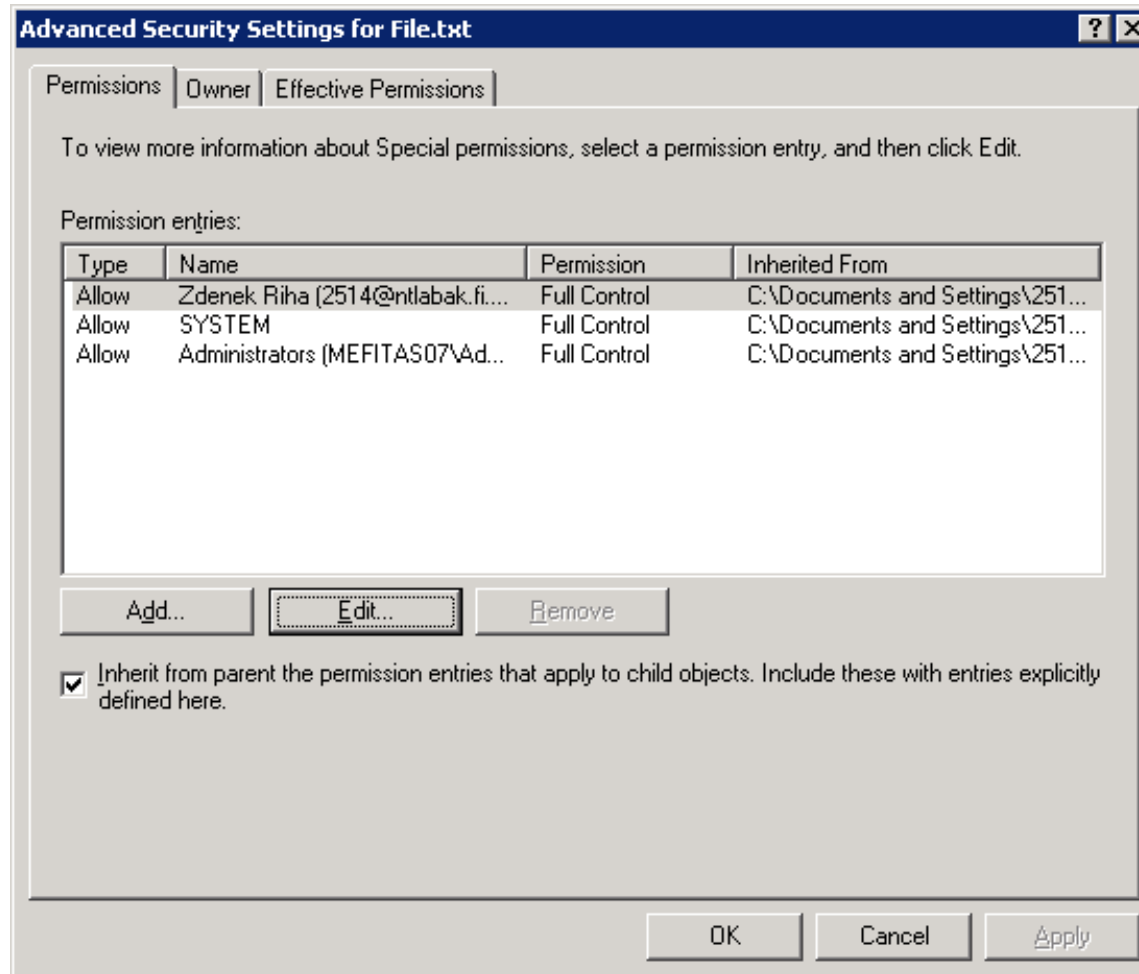 Advanced Security Settings for File.txt
Permissions Owner Effective Permissions
To view more information about Special permissions, select a permission entry, and then click Edit.
Permission entries:
Type Name Permission Inherited From
Allow Zdenek Riha (2514@ntlabak.fi.... Full Control C:\Documents and Settings\251...
Allow SYSTEM Full Control C:\Documents and Settings\251...
Allow Administrators (MEFITAS07\Ad... Full Control C:\Documents and Settings\251...
Add... Edit... Remove
Inherit from parent the permission entries that apply to child objects. Include these with entries explicitly
defined here.
OK Cancel Apply